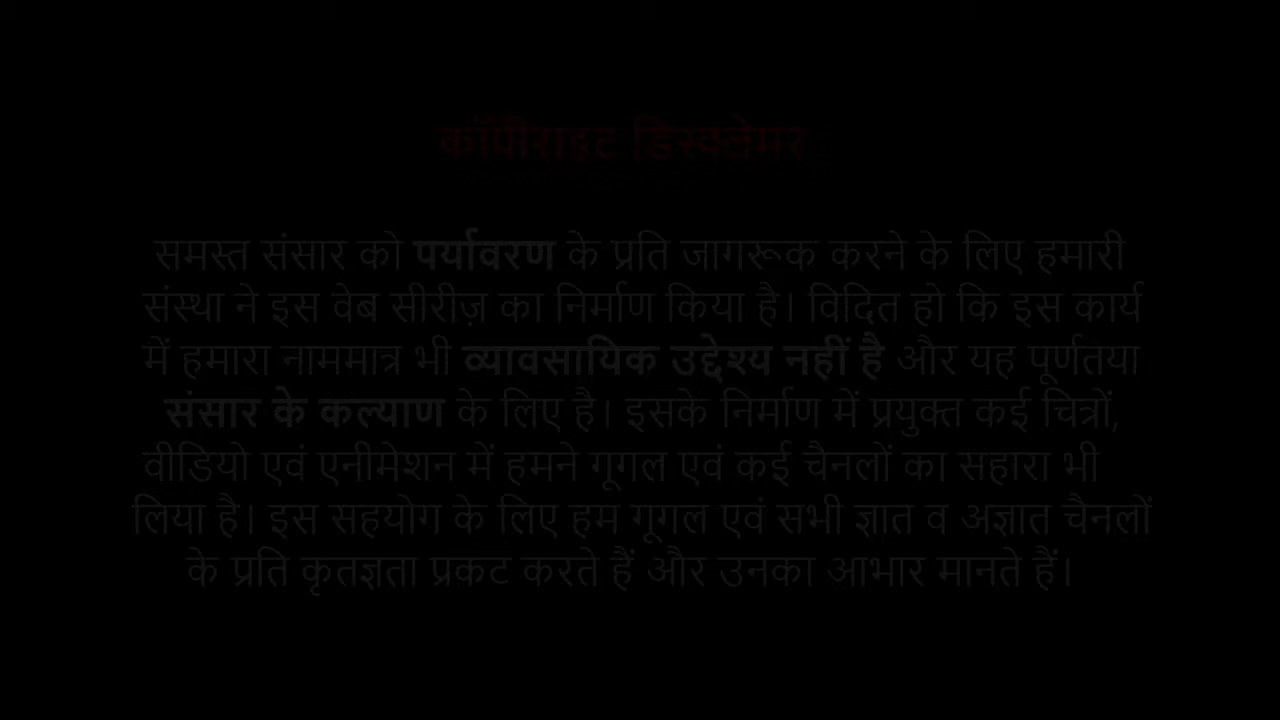 कॉपीराइट डिस्क्लेमर
समस्त संसार को पर्यावरण के प्रति जागरूक करने के लिए हमारी
संस्था ने इस वेब सीरीज़ का निर्माण किया है। विदित हो कि इस कार्य
में हमारा नाममात्र भी व्यावसायिक उद्देश्य नहीं है और यह पूर्णतया
संसार के कल्याण के लिए है। इसके निर्माण में प्रयुक्त कई चित्रों,
वीडियो एवं एनीमेशन में हमने गूगल एवं कई चैनलों का सहारा भी
लिया है। इस सहयोग के लिए हम गूगल एवं सभी ज्ञात व अज्ञात चैनलों
के प्रति कृतज्ञता प्रकट करते हैं और उनका आभार मानते हैं।